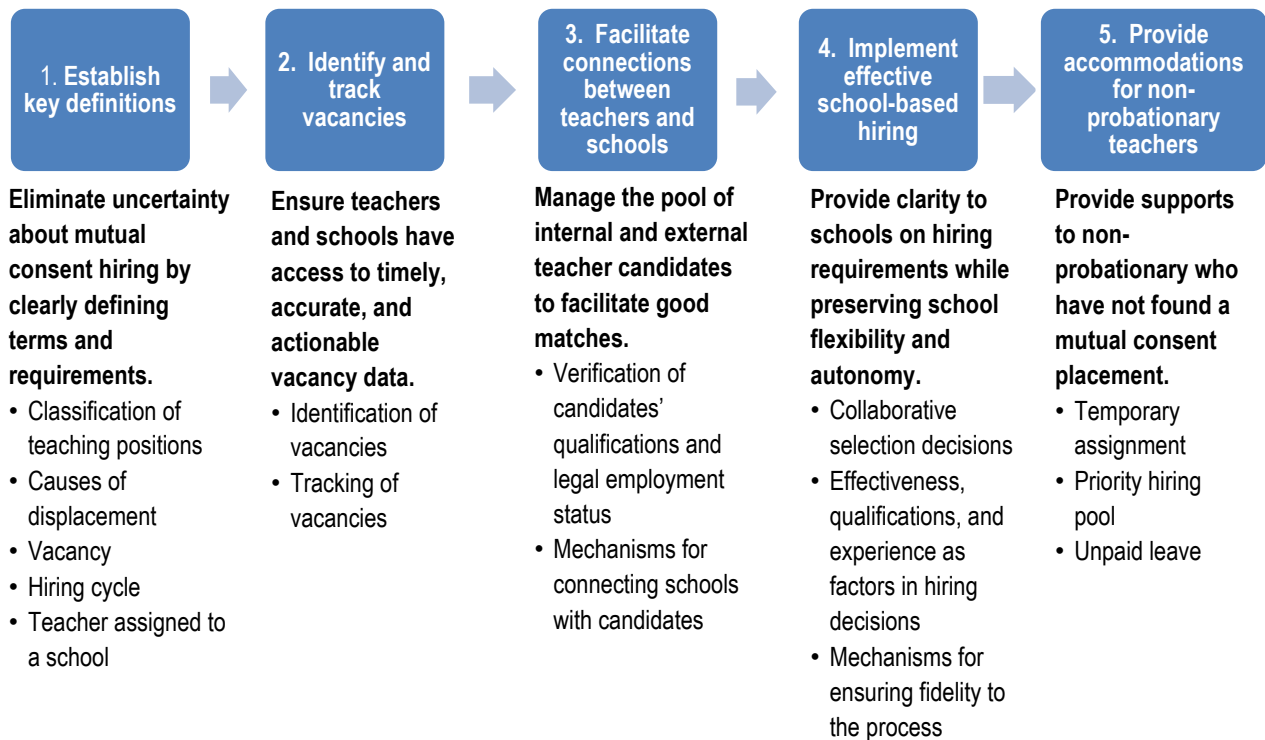 1. Establish
key definitions
2. Identify and
track
vacancies
3. Facilitate
connections
between
teachers and
schools
4. Implement
effective
school-based
hiring
5. Provide
accommodations
for non-
probationary
teachers
Eliminate uncertainty
about mutual
consent hiring by
clearly defining
terms and
requirements.
• Classification of
teaching positions
• Causes of
displacement
• Vacancy
• Hiring cycle
• Teacher assigned to
a school
Ensure teachers
and schools have
access to timely,
accurate, and
actionable
vacancy data.
• Identification of
vacancies
• Tracking of
vacancies
Manage the pool of
internal and external
teacher candidates
to facilitate good
matches.
• Verification of
candidates’
qualifications and
legal employment
status
• Mechanisms for
connecting schools
with candidates
Provide clarity to
schools on hiring
requirements while
preserving school
flexibility and
autonomy.
• Collaborative
selection decisions
• Effectiveness,
qualifications, and
experience as
factors in hiring
decisions
• Mechanisms for
ensuring fidelity to
the process
Provide supports
to non-
probationary who
have not found a
mutual consent
placement.
• Temporary
assignment
• Priority hiring
pool
• Unpaid leave